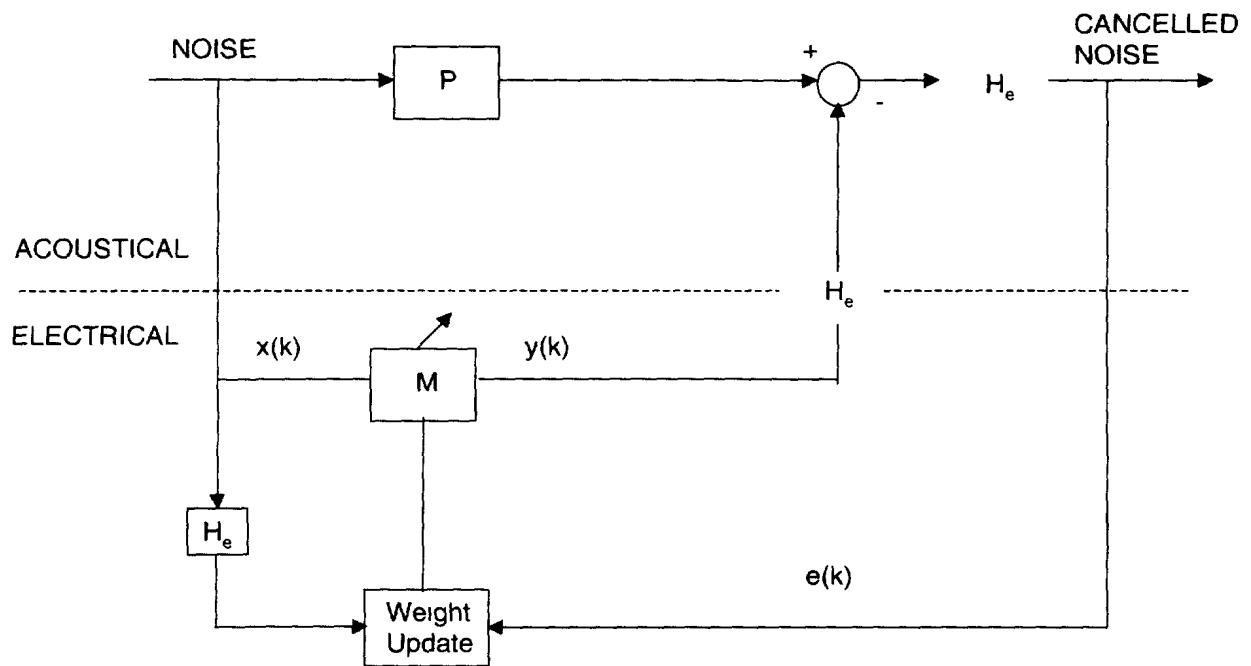 NOISE
P
+
-
H_e
CANCELLED
NOISE
ACOUSTICAL
ELECTRICAL
H_e
x(k)
M
y(k)
H_e
Weight
Update
e(k)